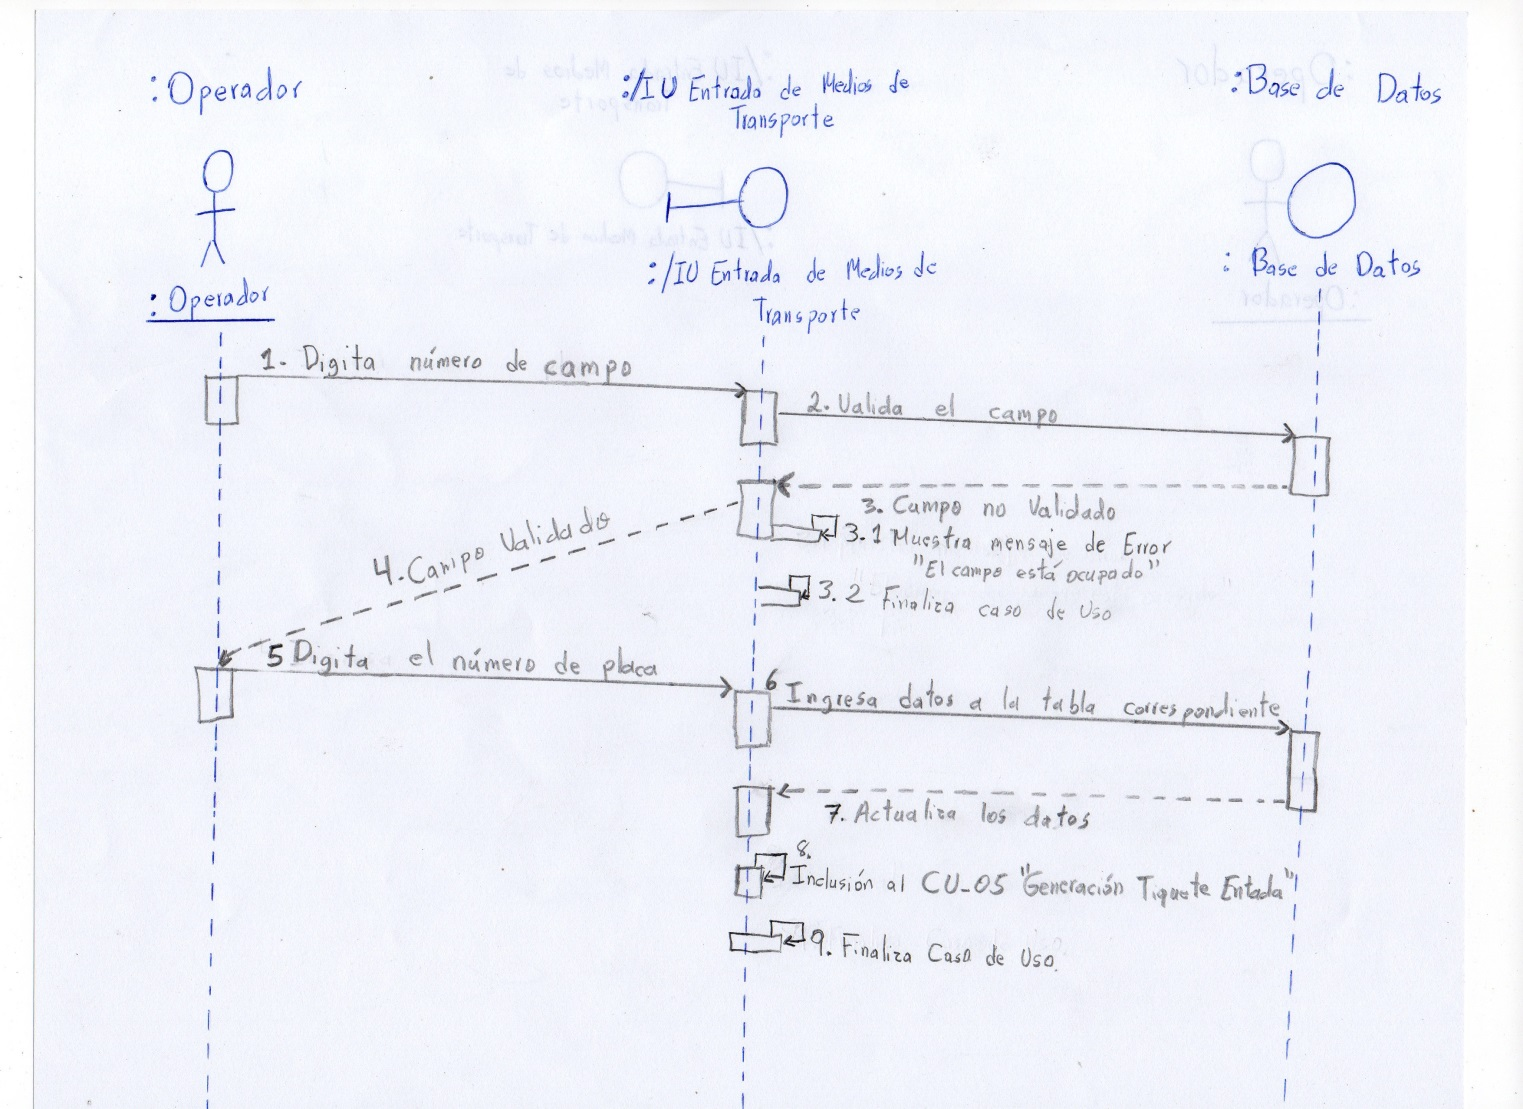 :Operador
:/IU Entrada de Medios de
Transporte
:Base de Datos
:/IU Entrada de Medios de
Transporte
: Base de Datos
: Operador
1. Digita número de campo
2. Valida el campo
3. Campo no Validado
3.1 Muestra mensaje de Error
"El campo está ocupado"
4. Campo Validado
3.2 Finaliza caso de Uso
5 Digita el número de placa
6 Ingresa datos a la tabla correspondiente
7. Actualiza los datos
8.
Inclusión al CU-05 "Generación Tiquete Entada"
9. Finaliza Caso de Uso.